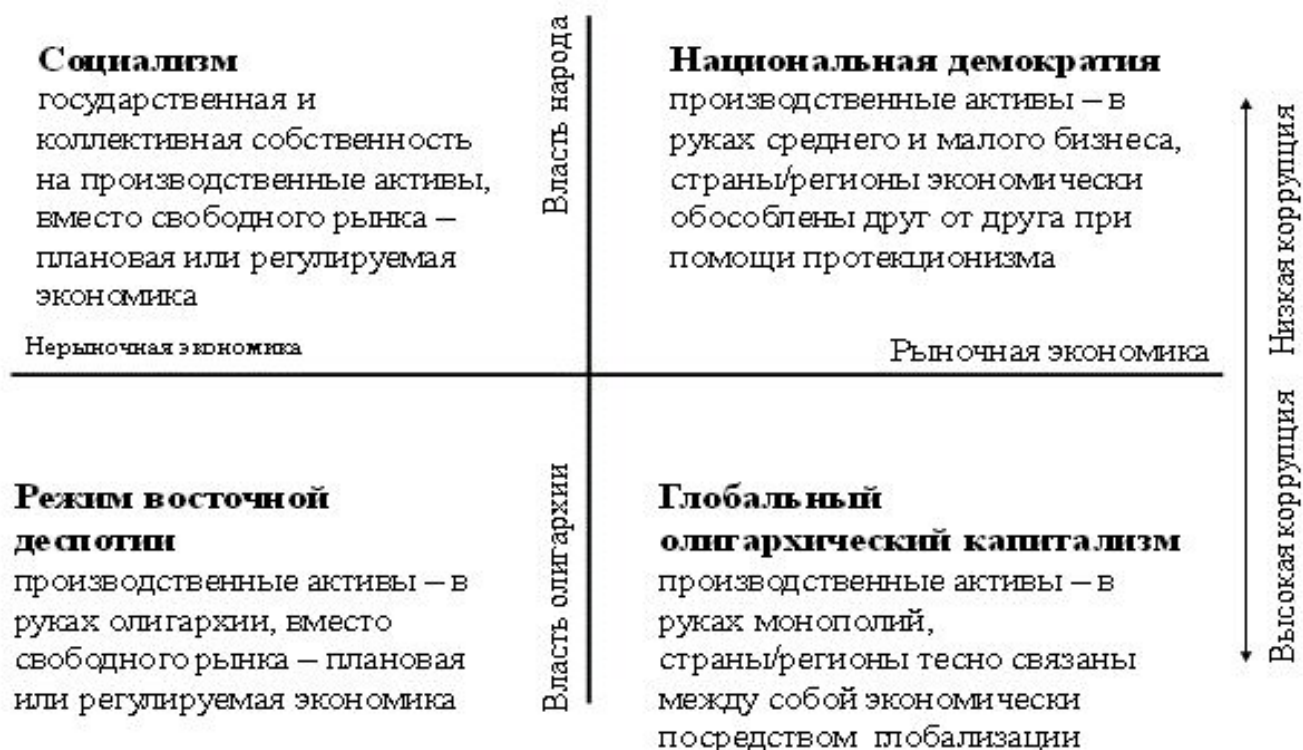 Социализм
государственная и
коллективная собственность
на производственные активы,
вместо свободного рынка –
плановая или регулируемая
экономика
Нерыночная экономика
Власть народа
Национальная демократия
производственные активы – в
руках среднего и малого бизнеса,
страны/регионы экономически
обособлены друг от друга при
помощи протекционизма
Рыночная экономика
Низкая коррупция
Режим восточной
деспотии
производственные активы – в
руках олигархии, вместо
свободного рынка – плановая
или регулируемая экономика
Власть олигархии
Глобальный
олигархический капитализм
производственные активы – в
руках монополий,
страны/регионы тесно связаны
между собой экономически
посредством глобализации
Высокая коррупция